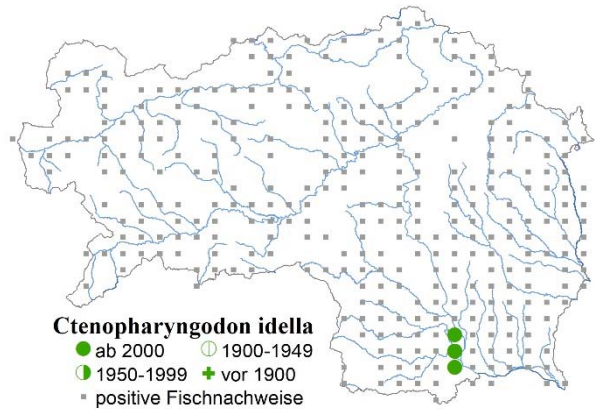 Ctenopharyngodon idella
ab 2000 1900-1949
1950-1999 vor 1900
positive Fischnachweise